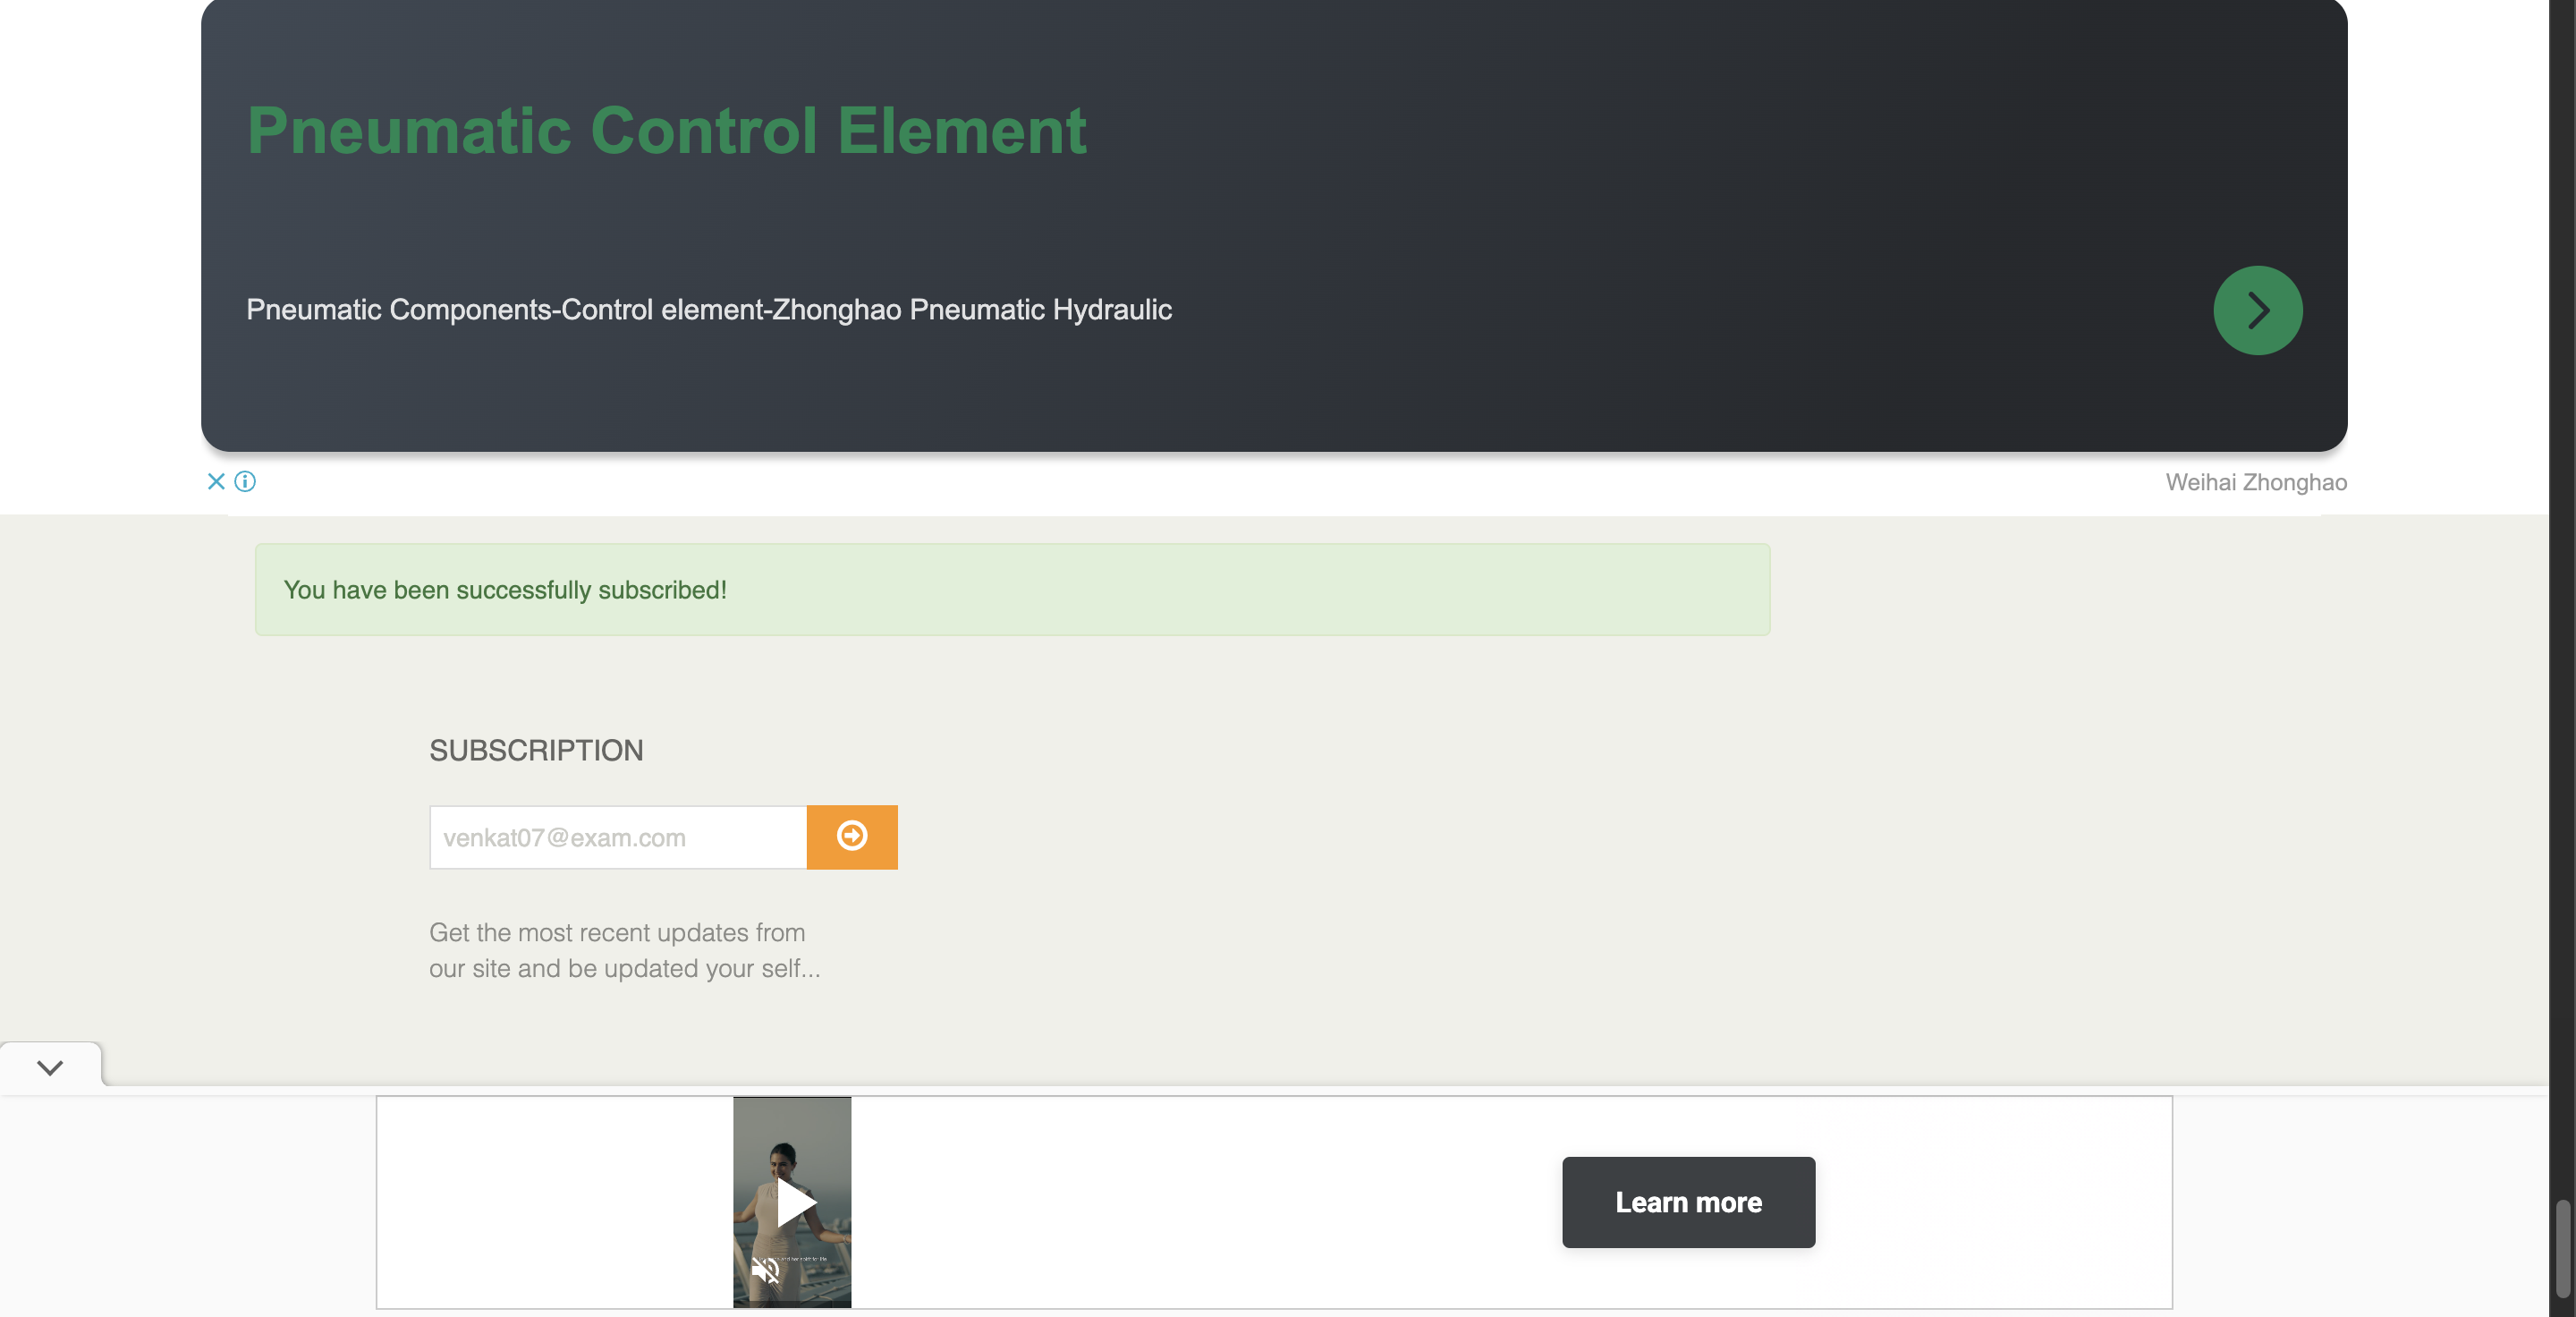 Pneumatic Control Element
Pneumatic Components-Control element-Zhonghao Pneumatic Hydraulic
Weihai Zhonghao
You have been successfully subscribed!
SUBSCRIPTION
venkat07@exam.com
Get the most recent updates from
our site and be updated your self...
Learn more